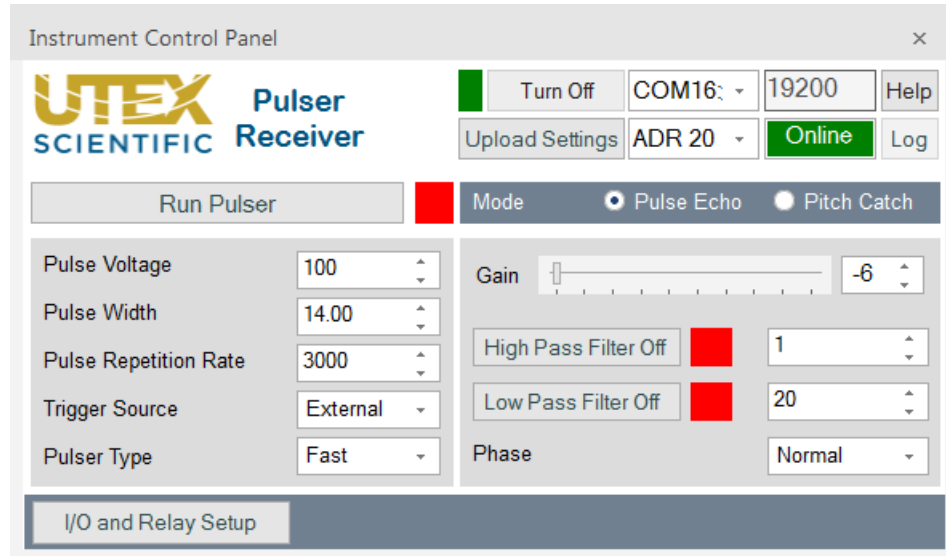 Instrument Control Panel
UTEX
SCIENTIFIC
Pulser
Receiver
Turn Off COM16: 19200 Help
Upload Settings ADR 20 Online Log
Run Pulser
Mode Pulse Echo Pitch Catch
Pulse Voltage 100
Pulse Width 14.00
Pulse Repetition Rate 3000
Trigger Source External
Pulser Type Fast
Gain -6
High Pass Filter Off 1
Low Pass Filter Off 20
Phase Normal
I/O and Relay Setup